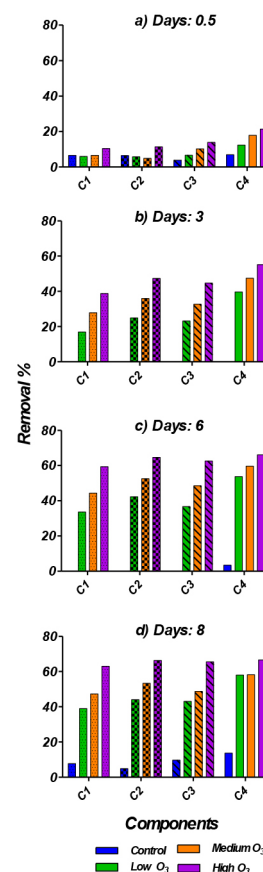 a) Days: 0.5
80
60
40
20
0
C1 C2 C3 C4
b) Days: 3
80
60
40
20
0
C1 C2 C3 C4
Removal %
c) Days: 6
80
60
40
20
0
C1 C2 C3 C4
d) Days: 8
80
60
40
20
0
C1 C2 C3 C4
Components
Control Medium O3
Low O3 High O3